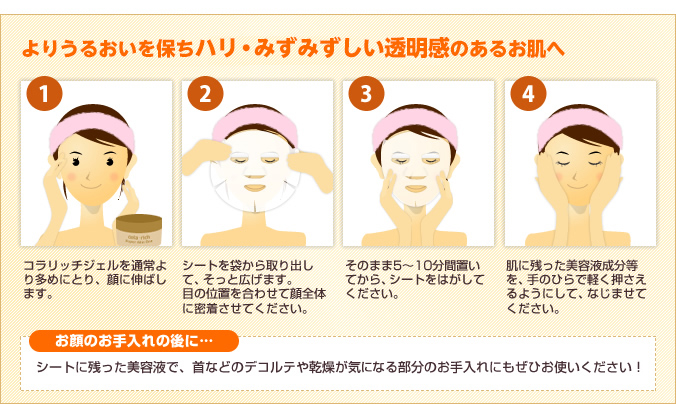 よりうるおいを保ちハリ・みずみずしい透明感のあるお肌へ
1
2
3
4
コラリッチジェルを通常よ
り多めにとり、顔に伸ばし
ます。
シートを袋から取り出し
て、そっと広げます。
目の位置を合わせて顔全体
に密着させてください。
そのまま5～10分間置い
てから、シートをはがして
ください。
肌に残った美容液成分等
を、手のひらで軽く押さえ
るようにして、なじませて
ください。
お顔のお手入れの後に…
シートに残った美容液で、首などのデコルテや乾燥が気になる部分のお手入れにもぜひお使いください！